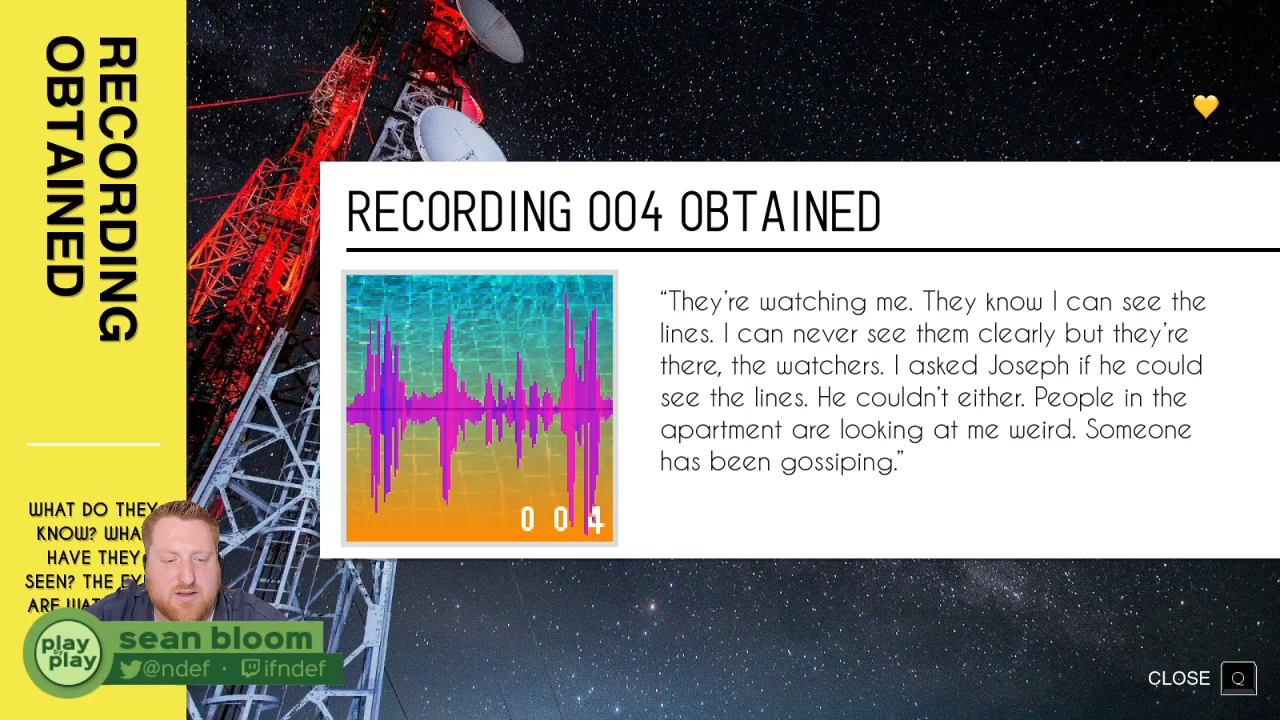 RECORDING
OBTAINED
RECORDING 004 OBTAINED
004
“They’re watching me. They know I can see the
lines. I can never see them clearly but they’re
there, the watchers. I asked Joseph if he could
see the lines. He couldn’t either. People in the
apartment are looking at me weird. Someone
has been gossiping.”
WHAT DO THEY
KNOW?
HAVE THEY
SEEN? THE
ARE
play
by
play
sean bloom
@ndef · ifndef
CLOSE Q